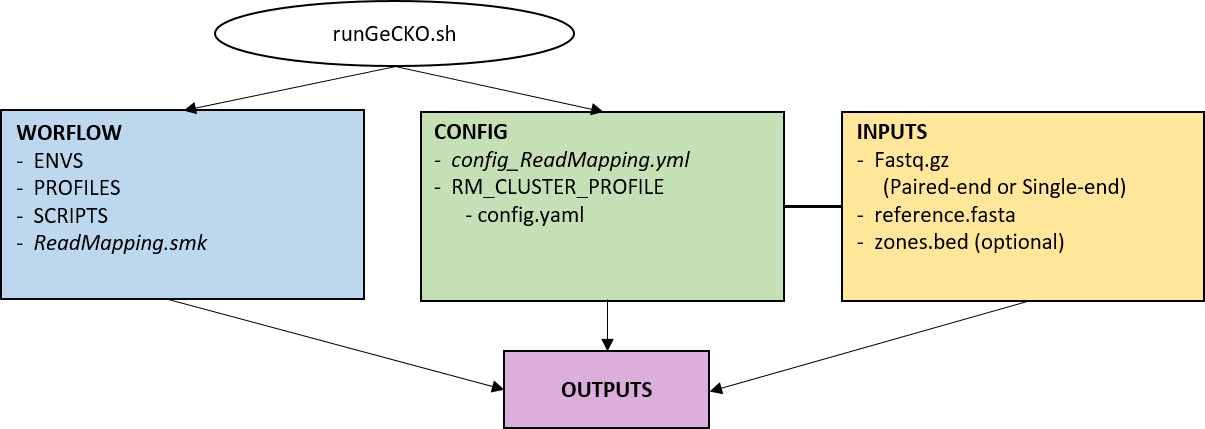 runGeCKO.sh
WORFLOW
- ENVS
- PROFILES
- SCRIPTS
- ReadMapping.smk
CONFIG
- config_ReadMapping.yml
- RM_CLUSTER_PROFILE
- config.yaml
INPUTS
- Fastq.gz
(Paired-end or Single-end)
- reference.fasta
- zones.bed (optional)
OUTPUTS